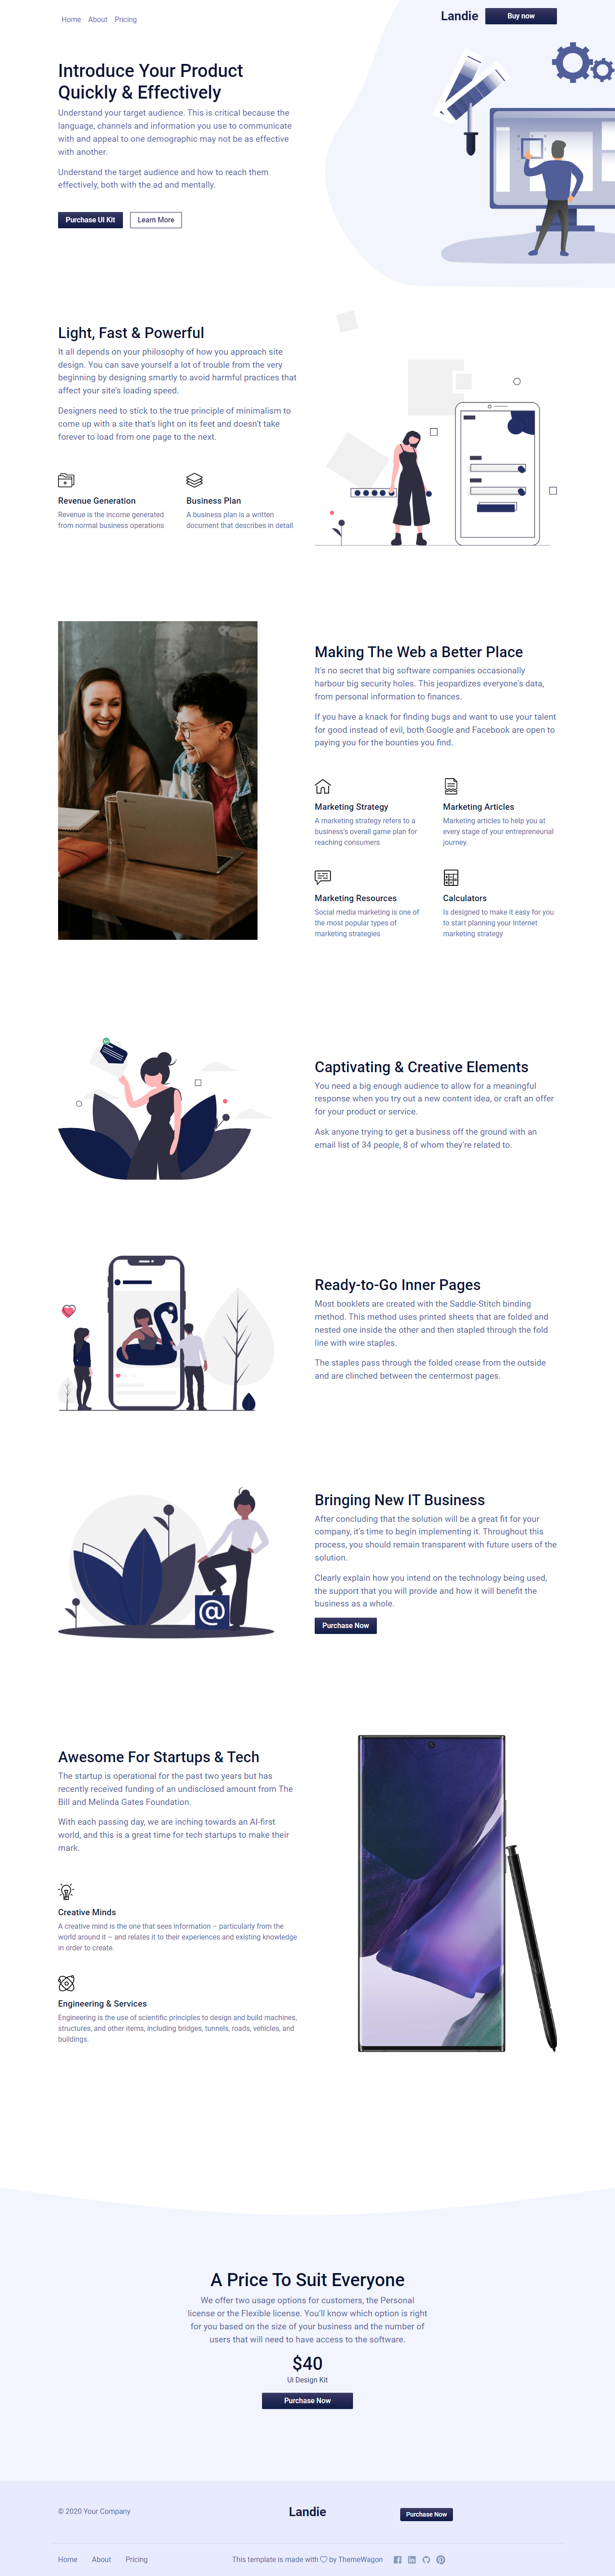 Home About Pricing
Landie
Buy now
Introduce Your Product
Quickly & Effectively
Understand your target audience. This is critical because the
language, channels and information you use to communicate
with and appeal to one demographic may not be as effective
with another.
Understand the target audience and how to reach them
effectively, both with the ad and mentally.
Purchase UI Kit
Learn More
Light, Fast & Powerful
It all depends on your philosophy of how you approach site
design. You can save yourself a lot of trouble from the very
beginning by designing smartly to avoid harmful practices that
affect your site's loading speed.
Designers need to stick to the true principle of minimalism to
come up with a site that's light on its feet and doesn't take
forever to load from one page to the next.
Revenue Generation
Revenue is the income generated
from normal business operations
Business Plan
A business plan is a written
document that describes in detail
Making The Web a Better Place
It's no secret that big software companies occasionally
harbour big security holes. This jeopardizes everyone's data,
from personal information to finances.
If you have a knack for finding bugs and want to use your talent
for good instead of evil, both Google and Facebook are open to
paying you for the bounties you find.
Marketing Strategy
A marketing strategy refers to a
business's overall game plan for
reaching consumers
Marketing Articles
Marketing articles to help you at
every stage of your entrepreneurial
journey.
Marketing Resources
Social media marketing is one of
the most popular types of
marketing strategies
Calculators
Is designed to make it easy for you
to start planning your Internet
marketing strategy
Captivating & Creative Elements
You need a big enough audience to allow for a meaningful
response when you try out a new content idea, or craft an offer
for your product or service.
Ask anyone trying to get a business off the ground with an
email list of 34 people, 8 of whom they're related to.
Ready-to-Go Inner Pages
Most booklets are created with the Saddle-Stitch binding
method. This method uses printed sheets that are folded and
nested one inside the other and then stapled through the fold
line with wire staples.
The staples pass through the folded crease from the outside
and are clinched between the centermost pages.
@
Bringing New IT Business
After concluding that the solution will be a great fit for your
company, it's time to begin implementing it. Throughout this
process, you should remain transparent with future users of the
solution.
Clearly explain how you intend on the technology being used,
the support that you will provide and how it will benefit the
business as a whole.
Purchase Now
Awesome For Startups & Tech
The startup is operational for the past two years but has
recently received funding of an undisclosed amount from The
Bill and Melinda Gates Foundation.
With each passing day, we are inching towards an AI-first
world, and this is a great time for tech startups to make their
mark.
Creative Minds
A creative mind is the one that sees information – particularly from the
world around it – and relates it to their experiences and existing knowledge
in order to create.
Engineering & Services
Engineering is the use of scientific principles to design and build machines,
structures, and other items, including bridges, tunnels, roads, vehicles, and
buildings.
A Price To Suit Everyone
We offer two usage options for customers, the Personal
license or the Flexible license. You'll know which option is right
for you based on the size of your business and the number of
users that will need to have access to the software.
$40
Ui Design Kit
Purchase Now
© 2020 Your Company
Landie
Purchase Now
Home About Pricing
This template is made with ♡ by ThemeWagon